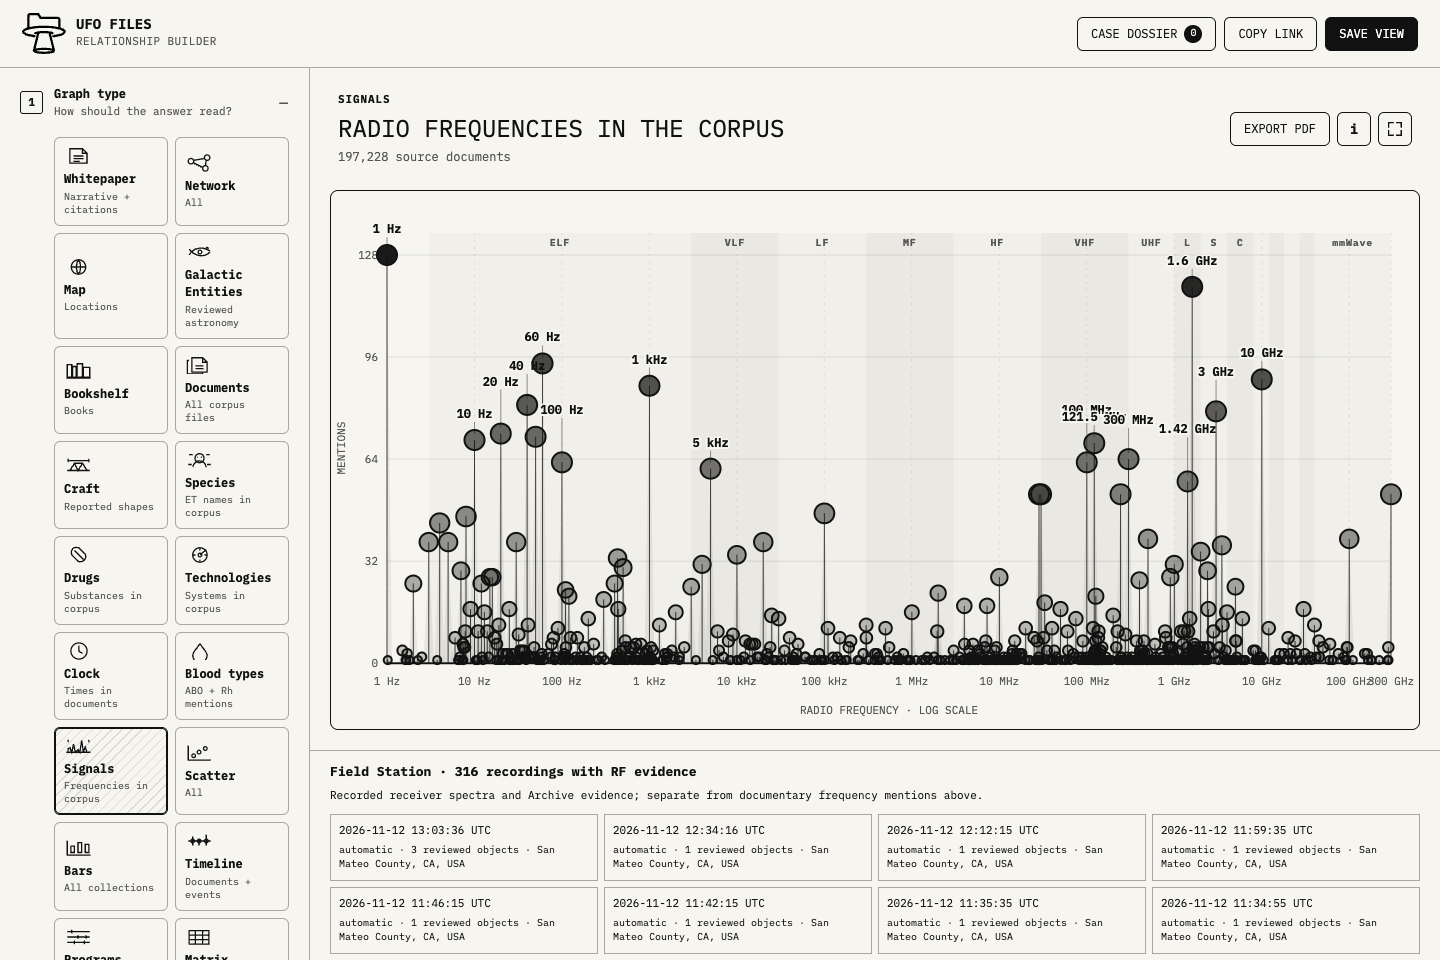 UFO FILES
RELATIONSHIP BUILDER
CASE DOSSIER 0
COPY LINK
SAVE VIEW
1
Graph type
How should the answer read?
Whitepaper
Narrative +
citations
Network
All
Map
Locations
Galactic
Entities
Reviewed
astronomy
Bookshelf
Books
Documents
All corpus
files
Craft
Reported shapes
Species
ET names in
corpus
Drugs
Substances in
corpus
Technologies
Systems in
corpus
Clock
Times in
documents
Blood types
ABO + Rh
mentions
Signals
Frequencies in
corpus
Scatter
All
Bars
All collections
Timeline
Documents +
events
Programs
Matrix
SIGNALS
RADIO FREQUENCIES IN THE CORPUS
197,228 source documents
EXPORT PDF
i
1 Hz
ELF
VLF
LF
MF
HF
VHF
UHF
L
S
C
mmWave
128
1.6 GHz
60 Hz
96
1 kHz
10 GHz
40 Hz
3 GHz
20 Hz
10 Hz
100 Hz
100 MHz
121.5
300 MHz
1.42 GHz
5 kHz
64
MENTIONS
32
0
1 Hz
10 Hz
100 Hz
1 kHz
10 kHz
100 kHz
1 MHz
10 MHz
100 MHz
1 GHz
10 GHz
100 GHz
300 GHz
RADIO FREQUENCY · LOG SCALE
Field Station · 316 recordings with RF evidence
Recorded receiver spectra and Archive evidence; separate from documentary frequency mentions above.
2026-11-12 13:03:36 UTC
automatic · 3 reviewed objects · San
Mateo County, CA, USA
2026-11-12 12:34:16 UTC
automatic · 1 reviewed objects · San
Mateo County, CA, USA
2026-11-12 12:12:15 UTC
automatic · 1 reviewed objects · San
Mateo County, CA, USA
2026-11-12 11:59:35 UTC
automatic · 1 reviewed objects · San
Mateo County, CA, USA
2026-11-12 11:46:15 UTC
automatic · 1 reviewed objects · San
Mateo County, CA, USA
2026-11-12 11:42:15 UTC
automatic · 1 reviewed objects · San
Mateo County, CA, USA
2026-11-12 11:35:35 UTC
automatic · 1 reviewed objects · San
Mateo County, CA, USA
2026-11-12 11:34:55 UTC
automatic · 1 reviewed objects · San
Mateo County, CA, USA